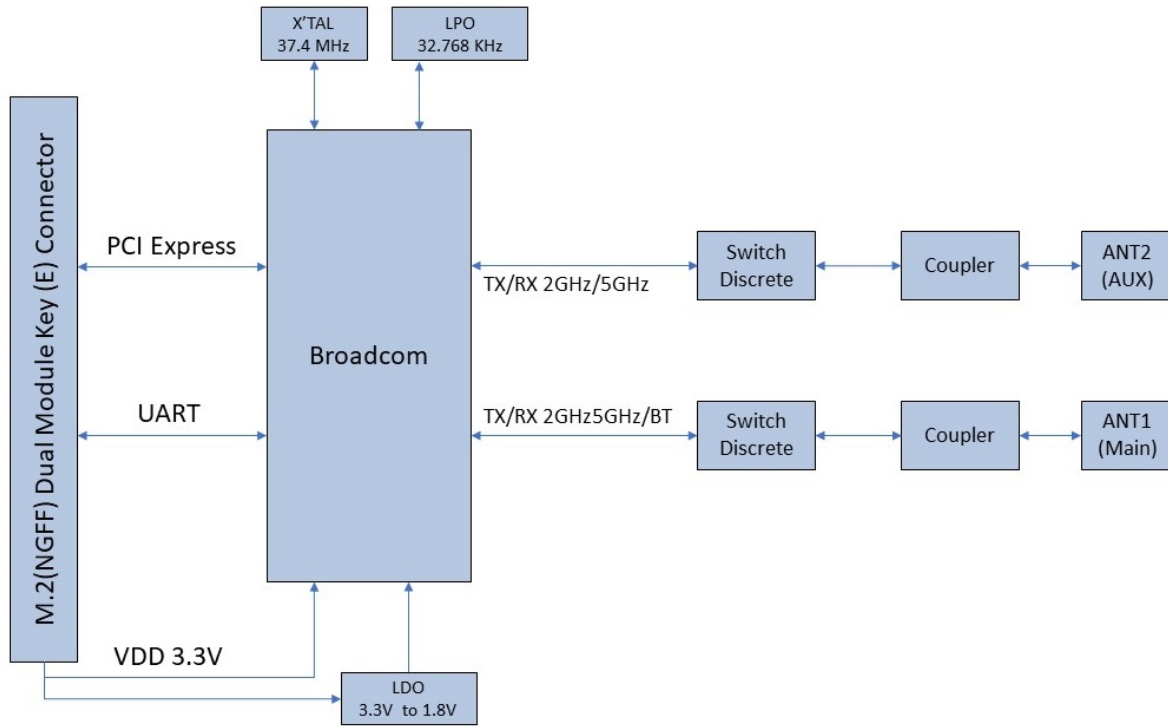 X'TAL
37.4 MHz
LPO
32.768 KHz
M.2(NGFF) Dual Module Key (E) Connector
PCI Express
UART
VDD 3.3V
Broadcom
TX/RX 2GHz/5GHz
Switch
Discrete
Coupler
ANT2
(AUX)
TX/RX 2GHz5GHz/BT
Switch
Discrete
Coupler
ANT1
(Main)
LDO
3.3V to 1.8V